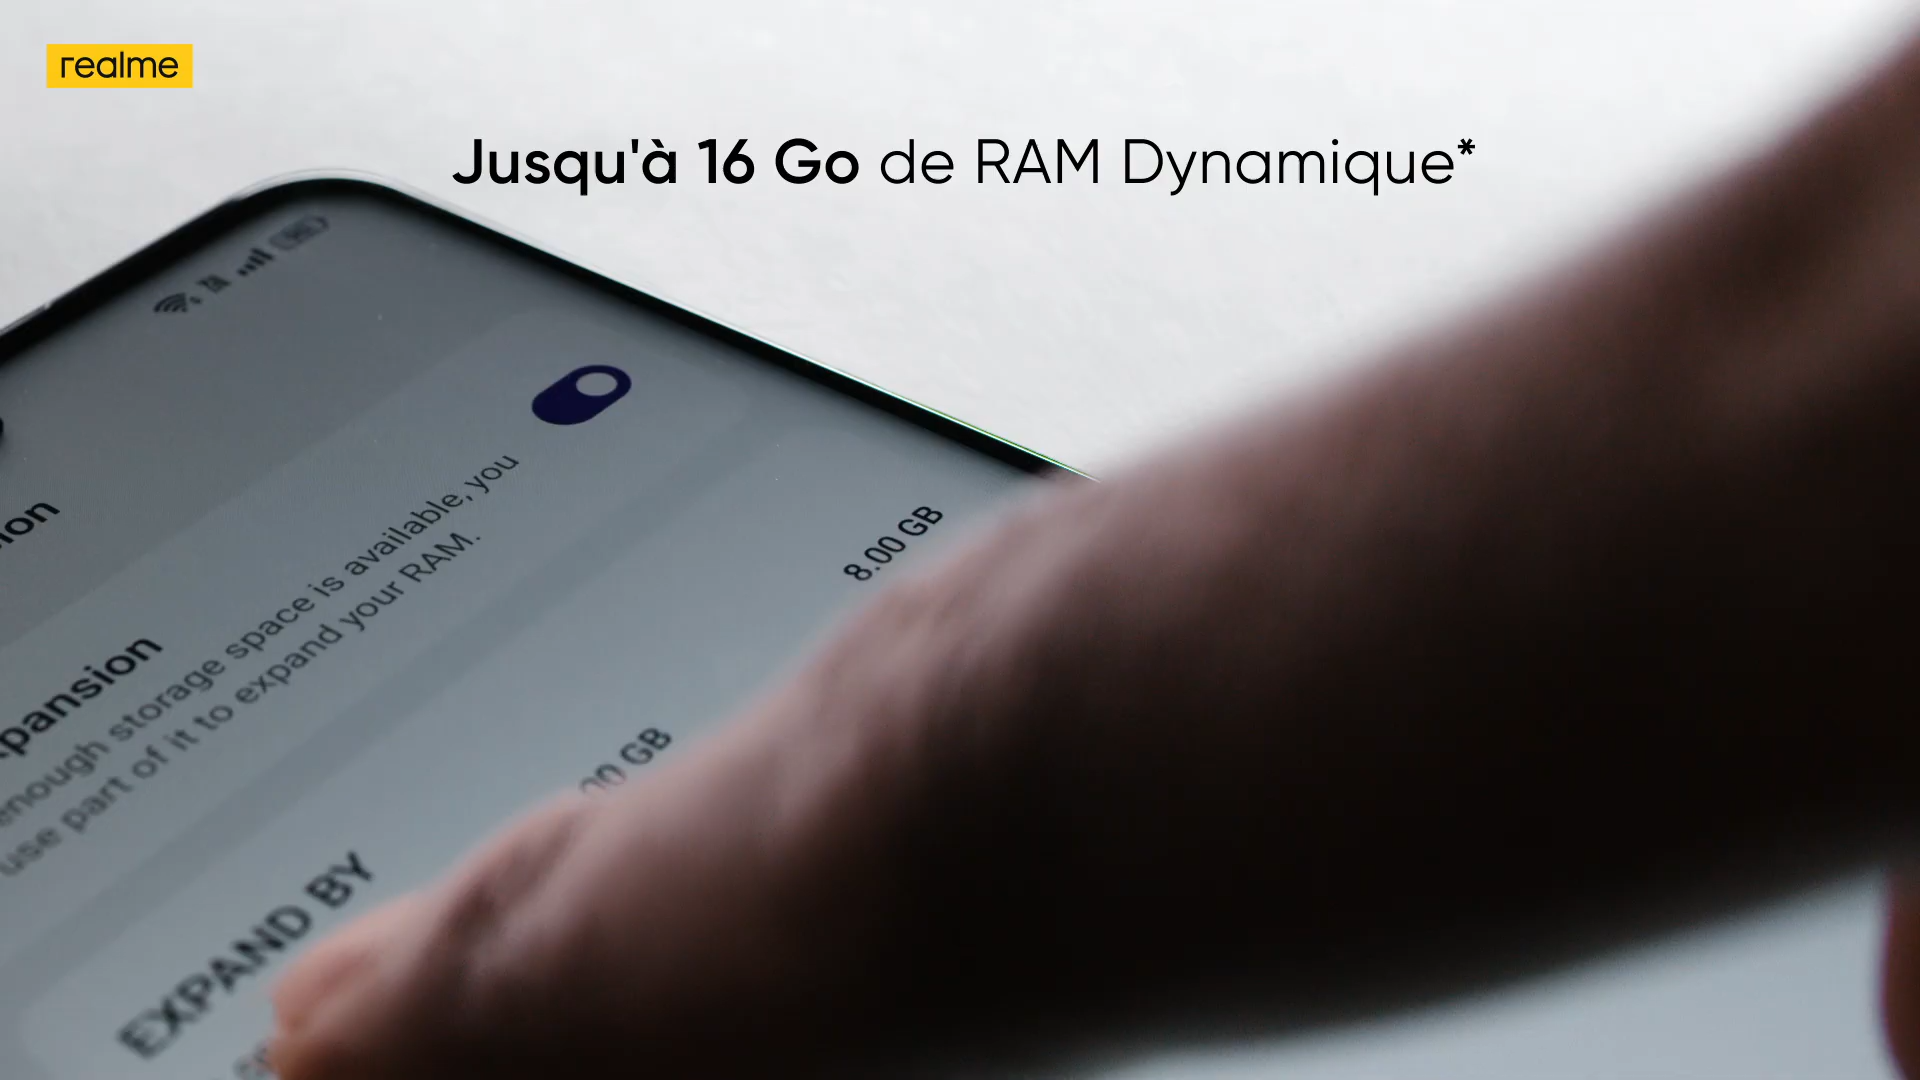 realme
Jusqu'à 16 Go de RAM Dynamique*
enough storage space is available, you
use part of it to expand your RAM.
8.00 GB
GB
EXPAND BY